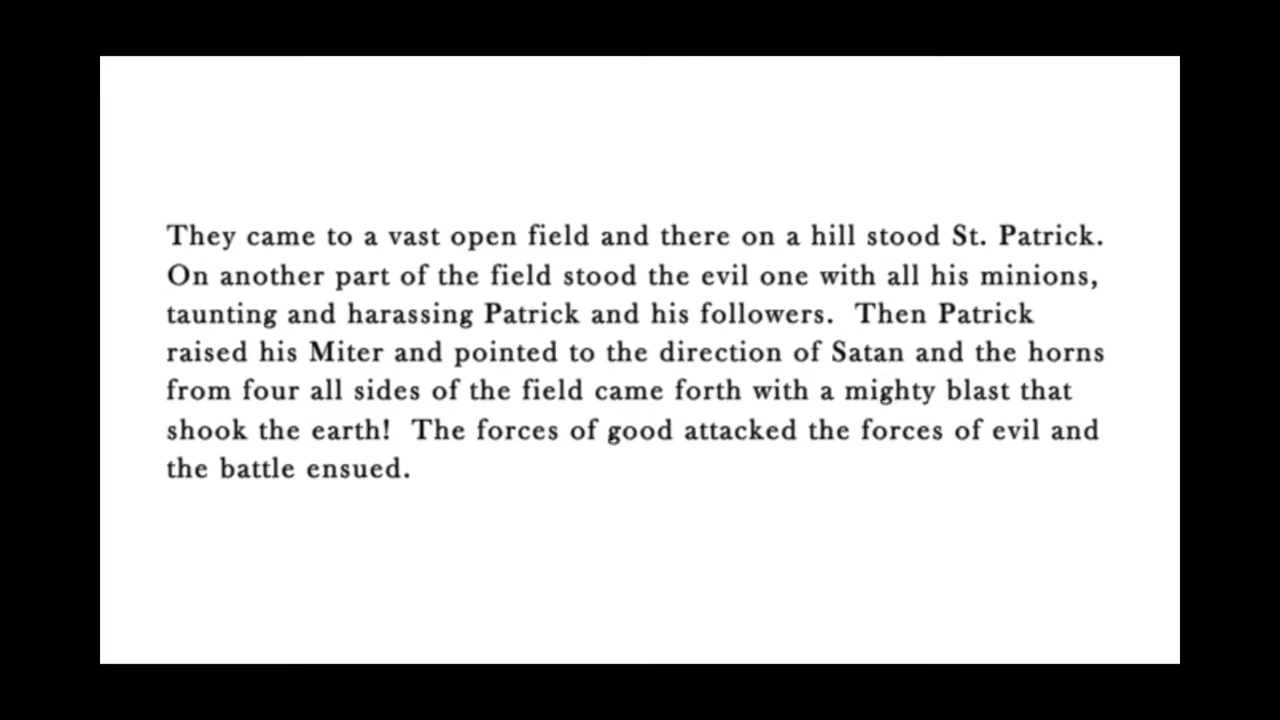 They came to a vast open field and there on a hill stood St. Patrick.
On another part of the field stood the evil one with all his minions,
taunting and harassing Patrick and his followers.  Then Patrick
raised his Miter and pointed to the direction of Satan and the horns
from four all sides of the field came forth with a mighty blast that
shook the earth!  The forces of good attacked the forces of evil and
the battle ensued.